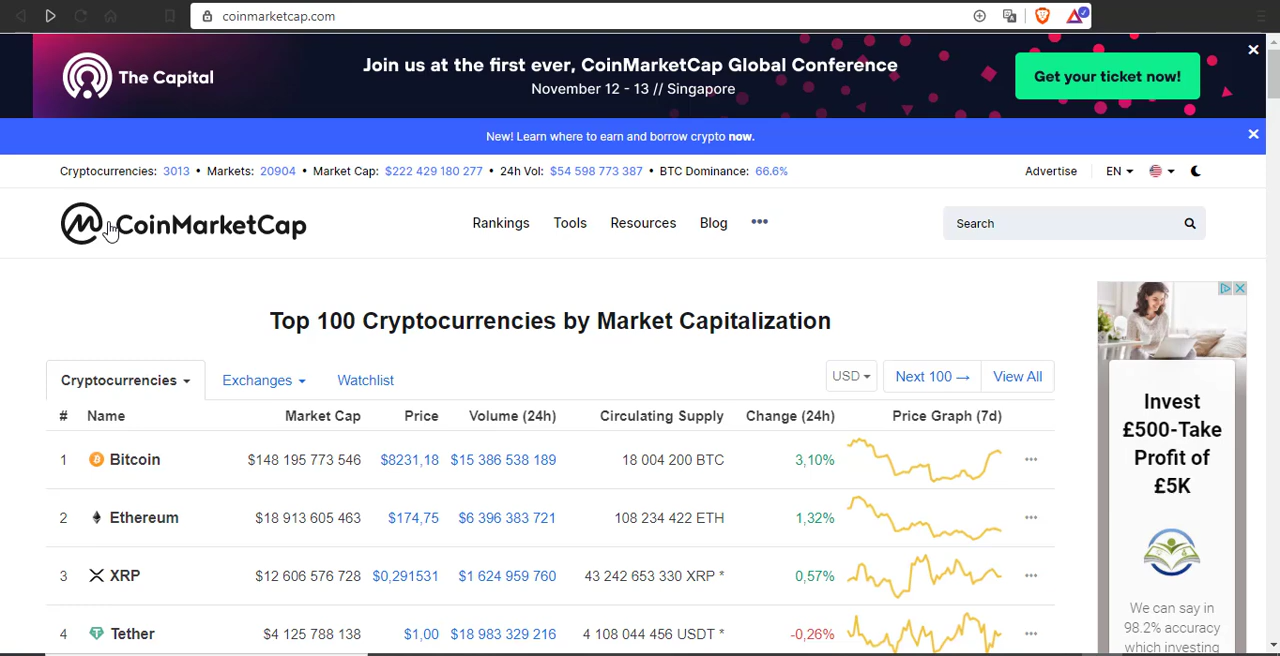 coinmarketcap.com
The Capital
Join us at the first ever, CoinMarketCap Global Conference
November 12 - 13 // Singapore
Get your ticket now!
New! Learn where to earn and borrow crypto now.
Cryptocurrencies: 3013 • Markets: 20904 • Market Cap: $222 429 180 277 • 24h Vol: $54 598 773 387 • BTC Dominance: 66.6%
Advertise EN
CoinMarketCap
Rankings Tools Resources Blog •••
Search
Top 100 Cryptocurrencies by Market Capitalization
Cryptocurrencies Exchanges Watchlist
USD Next 100 → View All
# Name Market Cap Price Volume (24h) Circulating Supply Change (24h) Price Graph (7d)
1 Bitcoin $148 195 773 546 $8231,18 $15 386 538 189 18 004 200 BTC 3,10%
2 Ethereum $18 913 605 463 $174,75 $6 396 383 721 108 234 422 ETH 1,32%
3 XRP $12 606 576 728 $0,291531 $1 624 959 760 43 242 653 330 XRP * 0,57%
4 Tether $4 125 788 138 $1,00 $18 983 329 216 4 108 044 456 USDT * -0,26%
Invest
£500-Take
Profit of
£5K
We can say in
98.2% accuracy
which investing